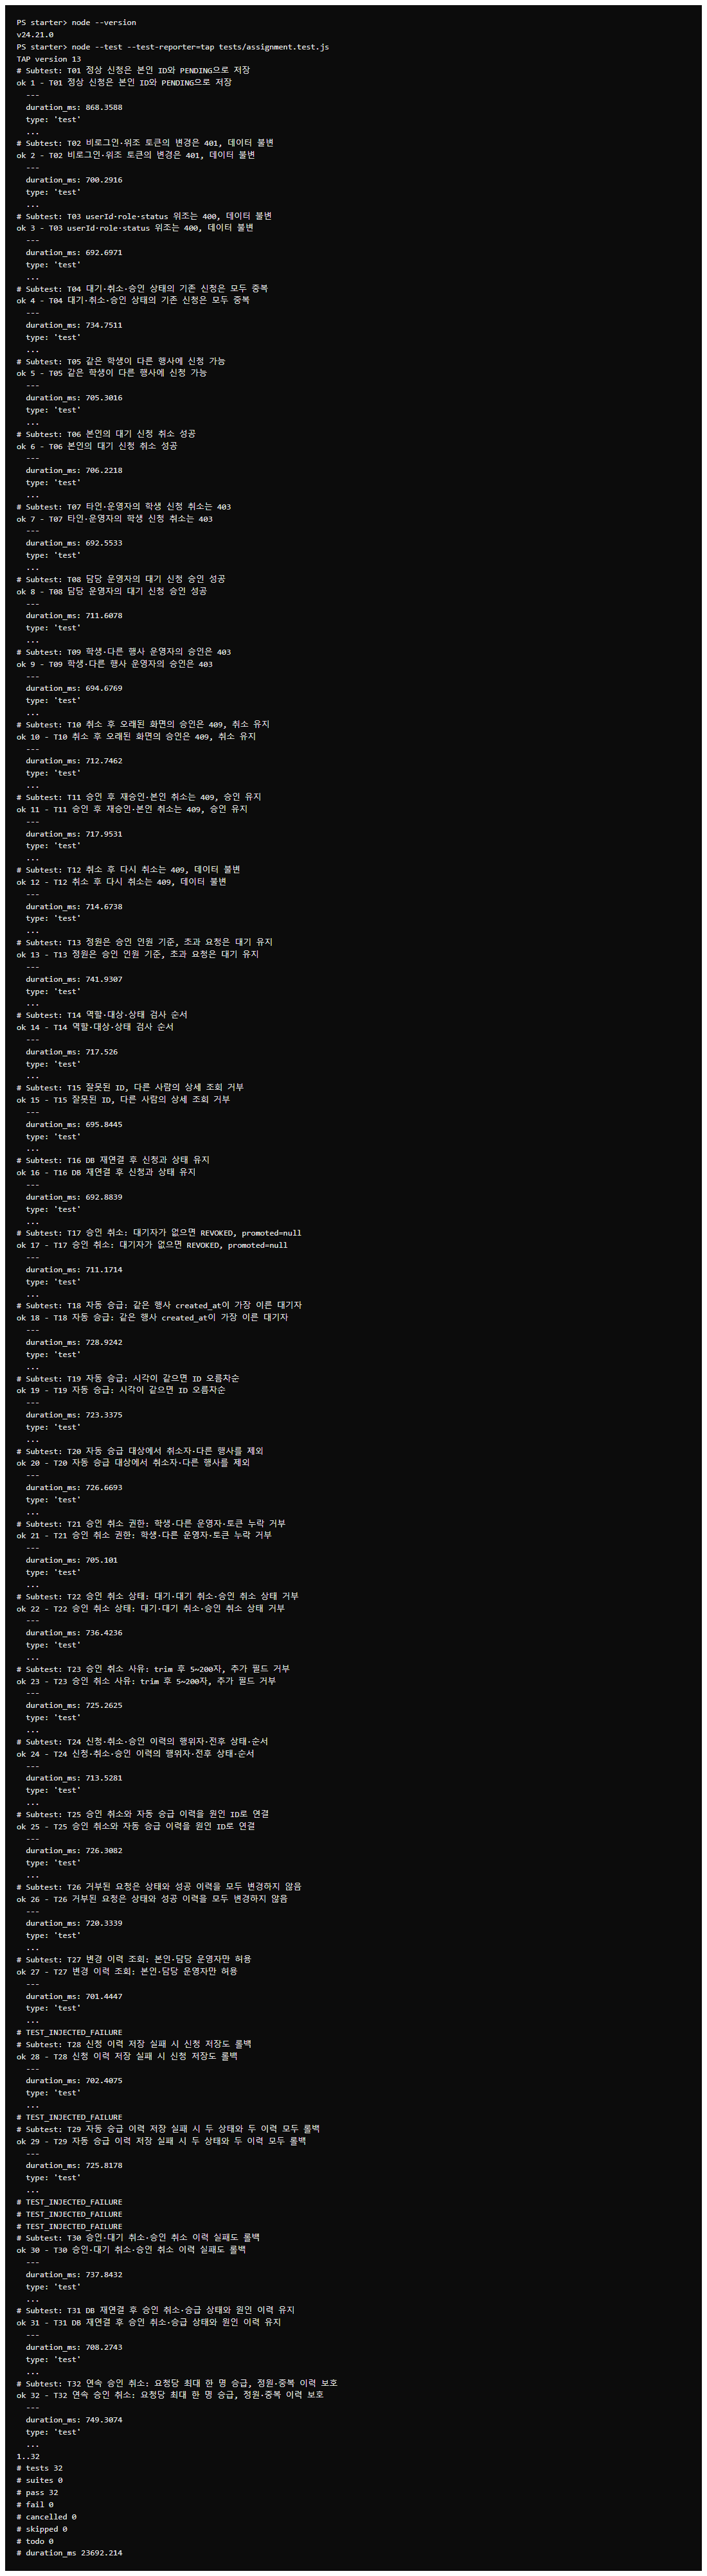 PS starter> node --version
v24.21.0
PS starter> node --test --test-reporter=tap tests/assignment.test.js
TAP version 13
# Subtest: T01 정상 신청은 본인 ID와 PENDING으로 저장
ok 1 - T01 정상 신청은 본인 ID와 PENDING으로 저장
  ---
  duration_ms: 868.3588
  type: 'test'
  ...
# Subtest: T02 비로그인·위조 토큰의 변경은 401, 데이터 불변
ok 2 - T02 비로그인·위조 토큰의 변경은 401, 데이터 불변
  ---
  duration_ms: 700.2916
  type: 'test'
  ...
# Subtest: T03 userId·role·status 위조는 400, 데이터 불변
ok 3 - T03 userId·role·status 위조는 400, 데이터 불변
  ---
  duration_ms: 692.6971
  type: 'test'
  ...
# Subtest: T04 대기·취소·승인 상태의 기존 신청은 모두 중복
ok 4 - T04 대기·취소·승인 상태의 기존 신청은 모두 중복
  ---
  duration_ms: 734.7511
  type: 'test'
  ...
# Subtest: T05 같은 학생이 다른 행사에 신청 가능
ok 5 - T05 같은 학생이 다른 행사에 신청 가능
  ---
  duration_ms: 705.3016
  type: 'test'
  ...
# Subtest: T06 본인의 대기 신청 취소 성공
ok 6 - T06 본인의 대기 신청 취소 성공
  ---
  duration_ms: 706.2218
  type: 'test'
  ...
# Subtest: T07 타인·운영자의 학생 신청 취소는 403
ok 7 - T07 타인·운영자의 학생 신청 취소는 403
  ---
  duration_ms: 692.5533
  type: 'test'
  ...
# Subtest: T08 담당 운영자의 대기 신청 승인 성공
ok 8 - T08 담당 운영자의 대기 신청 승인 성공
  ---
  duration_ms: 711.6078
  type: 'test'
  ...
# Subtest: T09 학생·다른 행사 운영자의 승인은 403
ok 9 - T09 학생·다른 행사 운영자의 승인은 403
  ---
  duration_ms: 694.6769
  type: 'test'
  ...
# Subtest: T10 취소 후 오래된 화면의 승인은 409, 취소 유지
ok 10 - T10 취소 후 오래된 화면의 승인은 409, 취소 유지
  ---
  duration_ms: 712.7462
  type: 'test'
  ...
# Subtest: T11 승인 후 재승인·본인 취소는 409, 승인 유지
ok 11 - T11 승인 후 재승인·본인 취소는 409, 승인 유지
  ---
  duration_ms: 717.9531
  type: 'test'
  ...
# Subtest: T12 취소 후 다시 취소는 409, 데이터 불변
ok 12 - T12 취소 후 다시 취소는 409, 데이터 불변
  ---
  duration_ms: 714.6738
  type: 'test'
  ...
# Subtest: T13 정원은 승인 인원 기준, 초과 요청은 대기 유지
ok 13 - T13 정원은 승인 인원 기준, 초과 요청은 대기 유지
  ---
  duration_ms: 741.9307
  type: 'test'
  ...
# Subtest: T14 역할·대상·상태 검사 순서
ok 14 - T14 역할·대상·상태 검사 순서
  ---
  duration_ms: 717.526
  type: 'test'
  ...
# Subtest: T15 잘못된 ID, 다른 사람의 상세 조회 거부
ok 15 - T15 잘못된 ID, 다른 사람의 상세 조회 거부
  ---
  duration_ms: 695.8445
  type: 'test'
  ...
# Subtest: T16 DB 재연결 후 신청과 상태 유지
ok 16 - T16 DB 재연결 후 신청과 상태 유지
  ---
  duration_ms: 692.8839
  type: 'test'
  ...
# Subtest: T17 승인 취소: 대기자가 없으면 REVOKED, promoted=null
ok 17 - T17 승인 취소: 대기자가 없으면 REVOKED, promoted=null
  ---
  duration_ms: 711.1714
  type: 'test'
  ...
# Subtest: T18 자동 승급: 같은 행사 created_at이 가장 이른 대기자
ok 18 - T18 자동 승급: 같은 행사 created_at이 가장 이른 대기자
  ---
  duration_ms: 728.9242
  type: 'test'
  ...
# Subtest: T19 자동 승급: 시각이 같으면 ID 오름차순
ok 19 - T19 자동 승급: 시각이 같으면 ID 오름차순
  ---
  duration_ms: 723.3375
  type: 'test'
  ...
# Subtest: T20 자동 승급 대상에서 취소자·다른 행사를 제외
ok 20 - T20 자동 승급 대상에서 취소자·다른 행사를 제외
  ---
  duration_ms: 726.6693
  type: 'test'
  ...
# Subtest: T21 승인 취소 권한: 학생·다른 운영자·토큰 누락 거부
ok 21 - T21 승인 취소 권한: 학생·다른 운영자·토큰 누락 거부
  ---
  duration_ms: 705.101
  type: 'test'
  ...
# Subtest: T22 승인 취소 상태: 대기·대기 취소·승인 취소 상태 거부
ok 22 - T22 승인 취소 상태: 대기·대기 취소·승인 취소 상태 거부
  ---
  duration_ms: 736.4236
  type: 'test'
  ...
# Subtest: T23 승인 취소 사유: trim 후 5~200자, 추가 필드 거부
ok 23 - T23 승인 취소 사유: trim 후 5~200자, 추가 필드 거부
  ---
  duration_ms: 725.2625
  type: 'test'
  ...
# Subtest: T24 신청·취소·승인 이력의 행위자·전후 상태·순서
ok 24 - T24 신청·취소·승인 이력의 행위자·전후 상태·순서
  ---
  duration_ms: 713.5281
  type: 'test'
  ...
# Subtest: T25 승인 취소와 자동 승급 이력을 원인 ID로 연결
ok 25 - T25 승인 취소와 자동 승급 이력을 원인 ID로 연결
  ---
  duration_ms: 726.3082
  type: 'test'
  ...
# Subtest: T26 거부된 요청은 상태와 성공 이력을 모두 변경하지 않음
ok 26 - T26 거부된 요청은 상태와 성공 이력을 모두 변경하지 않음
  ---
  duration_ms: 720.3339
  type: 'test'
  ...
# Subtest: T27 변경 이력 조회: 본인·담당 운영자만 허용
ok 27 - T27 변경 이력 조회: 본인·담당 운영자만 허용
  ---
  duration_ms: 701.4447
  type: 'test'
  ...
# TEST_INJECTED_FAILURE
# Subtest: T28 신청 이력 저장 실패 시 신청 저장도 롤백
ok 28 - T28 신청 이력 저장 실패 시 신청 저장도 롤백
  ---
  duration_ms: 702.4075
  type: 'test'
  ...
# TEST_INJECTED_FAILURE
# Subtest: T29 자동 승급 이력 저장 실패 시 두 상태와 두 이력 모두 롤백
ok 29 - T29 자동 승급 이력 저장 실패 시 두 상태와 두 이력 모두 롤백
  ---
  duration_ms: 725.8178
  type: 'test'
  ...
# TEST_INJECTED_FAILURE
# TEST_INJECTED_FAILURE
# TEST_INJECTED_FAILURE
# Subtest: T30 승인·대기 취소·승인 취소 이력 실패도 롤백
ok 30 - T30 승인·대기 취소·승인 취소 이력 실패도 롤백
  ---
  duration_ms: 737.8432
  type: 'test'
  ...
# Subtest: T31 DB 재연결 후 승인 취소·승급 상태와 원인 이력 유지
ok 31 - T31 DB 재연결 후 승인 취소·승급 상태와 원인 이력 유지
  ---
  duration_ms: 708.2743
  type: 'test'
  ...
# Subtest: T32 연속 승인 취소: 요청당 최대 한 명 승급, 정원·중복 이력 보호
ok 32 - T32 연속 승인 취소: 요청당 최대 한 명 승급, 정원·중복 이력 보호
  ---
  duration_ms: 749.3074
  type: 'test'
  ...
1..32
# tests 32
# suites 0
# pass 32
# fail 0
# cancelled 0
# skipped 0
# todo 0
# duration_ms 23692.214